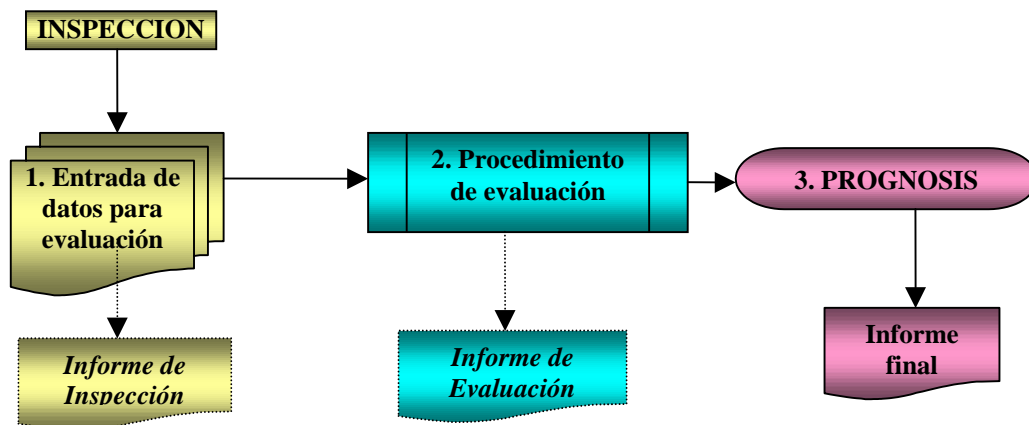 INSPECCION
1. Entrada de
datos para
evaluación
2. Procedimiento
de evaluación
3. PROGNOSIS
Informe de
Inspección
Informe de
Evaluación
Informe
final